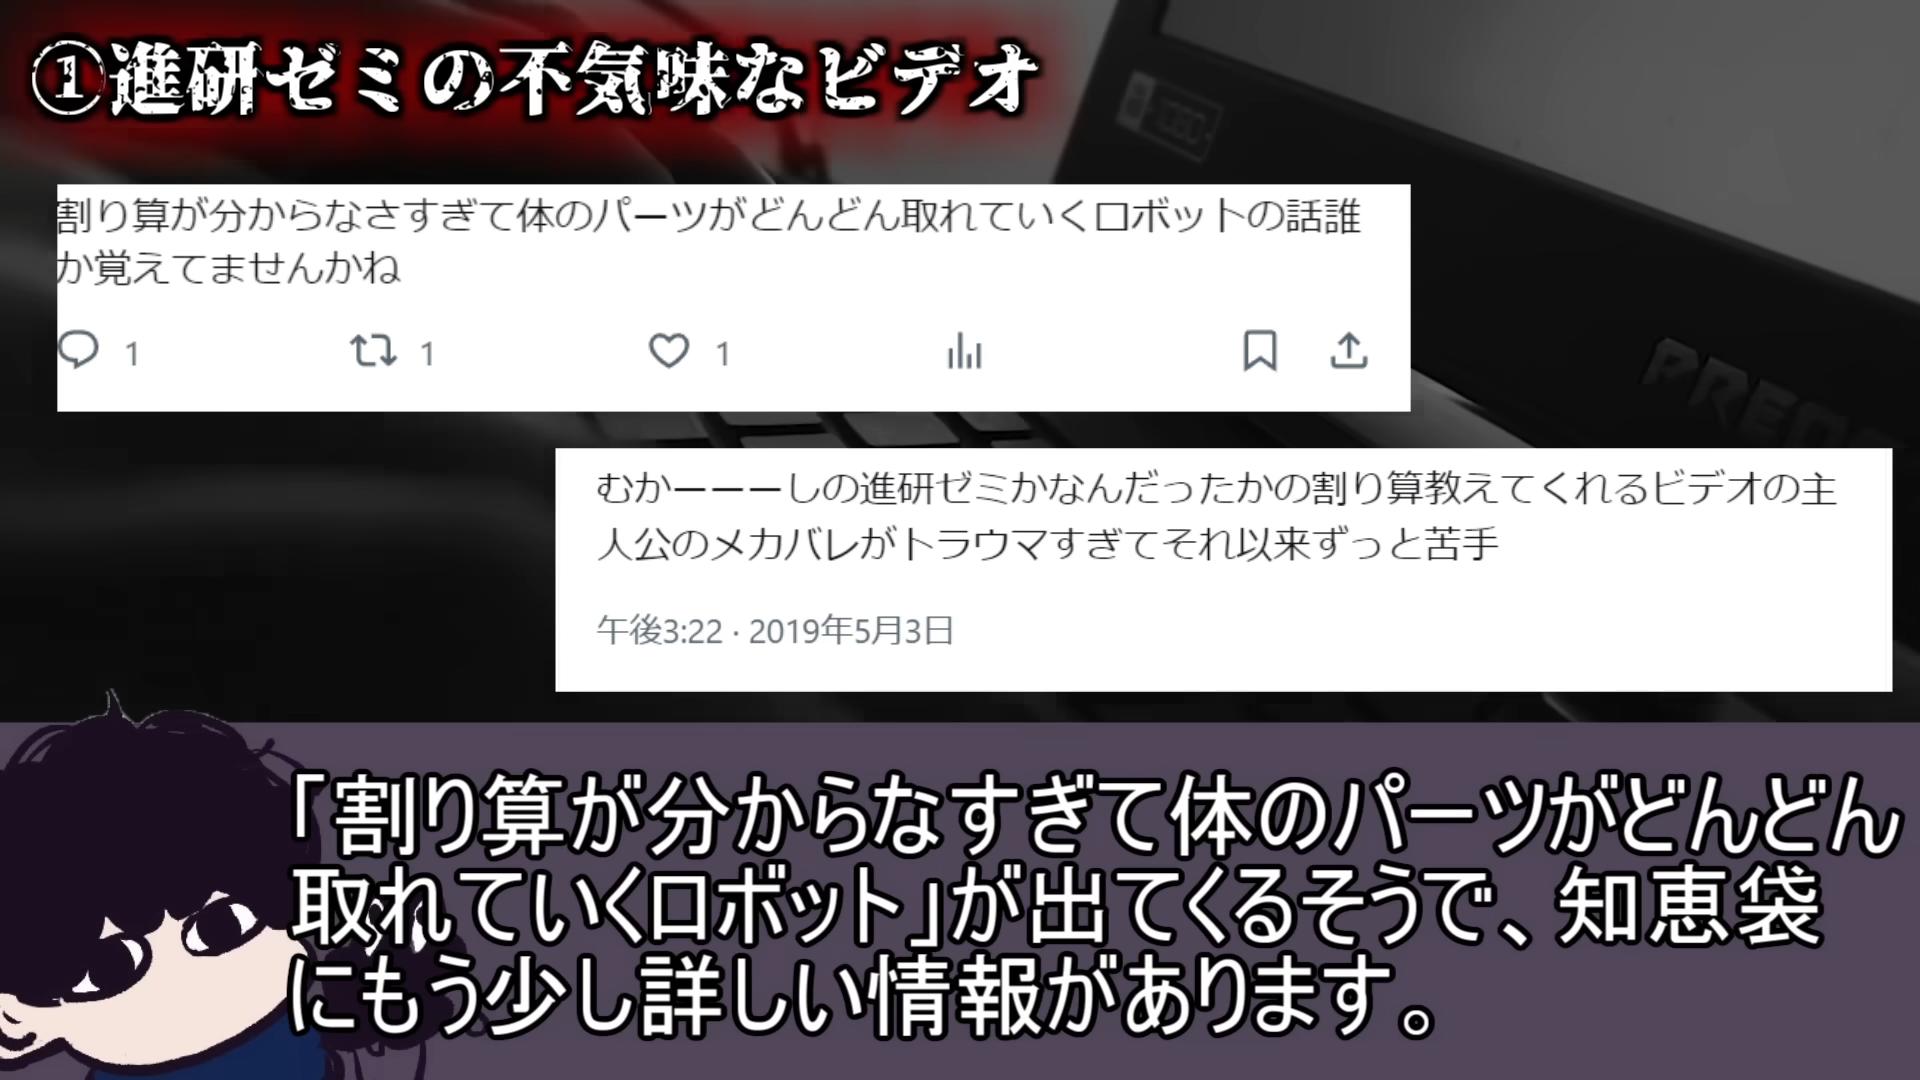 ①進研ゼミの不気味なビデオ
割り算が分からなさすぎて体のパーツがどんどん取れていくロボットの話誰
か覚えてませんかね
1 1 1
むかーーーしの進研ゼミかなんだったかの割り算教えてくれるビデオの主
人公のメカバレがトラウマすぎてそれ以来ずっと苦手
午後3:22 · 2019年5月3日
「割り算が分からなすぎて体のパーツがどんどん
取れていくロボット」が出てくるそうで、知恵袋
にもう少し詳しい情報があります。